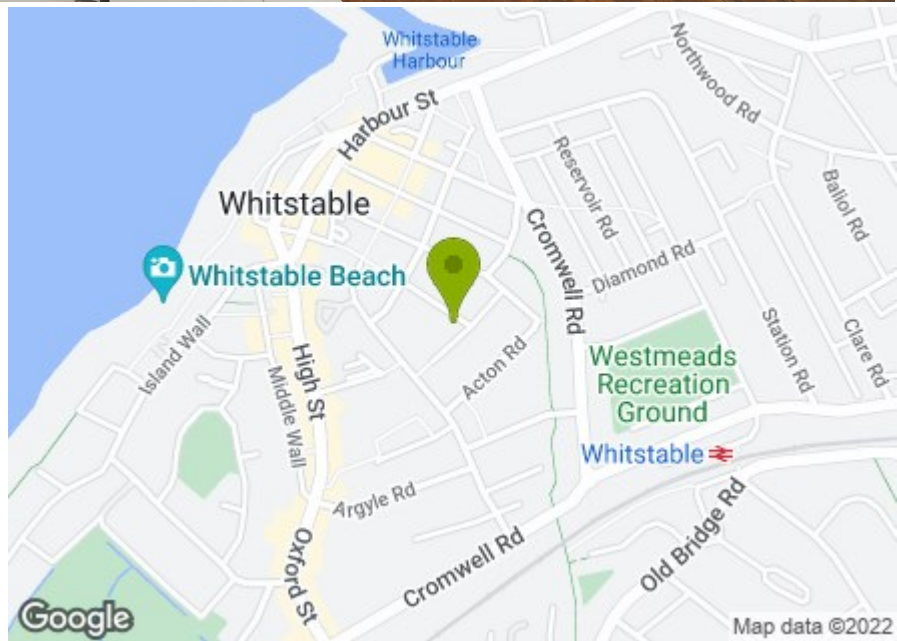 Whitstable
Harbour
Northwood Rd
Harbour St
Reservoir Rd
Baliol Rd
Whitstable
Cromwell Rd
Whitstable Beach
Diamond Rd
Island Wall
High St
Middle Wall
Acton Rd
Westmeads
Recreation
Ground
Station Rd
Clare Rd
Whitstable
Argyle Rd
Oxford St
Cromwell Rd
Old Bridge Rd
Google
Map data ©2022